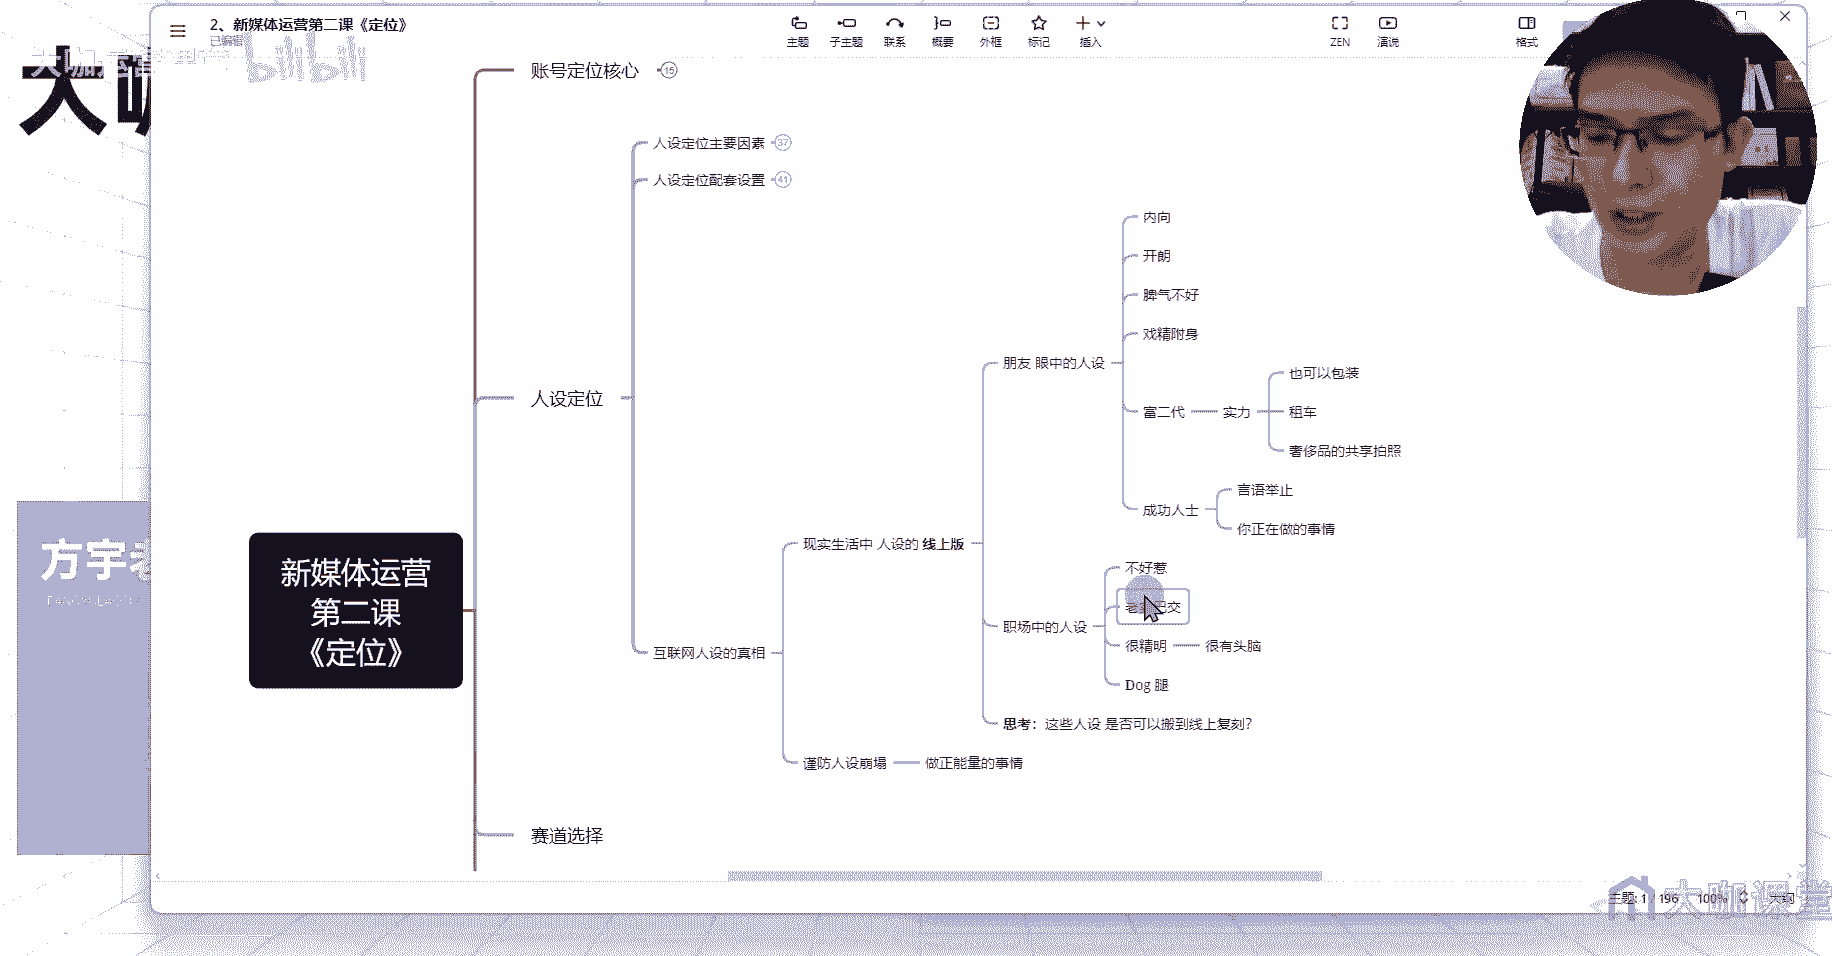 2、新媒体运营第二课《定位》
已编辑
主题
子主题
联系
概要
外框
标记
插入
ZEN
演说
格式
大咖
bilibili
账号定位核心
15
人设定位主要因素
37
人设定位配套设置
41
内向
开朗
脾气不好
戏精附身
朋友 眼中的人设
也可以包装
人设定位
富二代
实力
租车
奢侈品的共享拍照
言语举止
成功人士
你正在做的事情
方宇
现实生活中 人设的 线上版
不好惹
新媒体运营
第二课
《定位》
职场中的人设
很精明
很有头脑
互联网人设的真相
Dog 腿
思考：这些人设 是否可以搬到线上复刻?
谨防人设崩塌
做正能量的事情
赛道选择
主题: 1 / 196
100%
大纲
大咖课堂